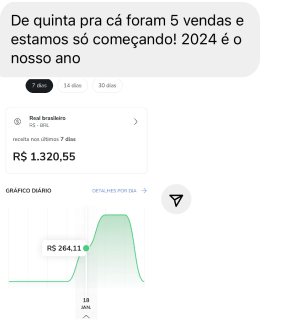 De quinta pra cá foram 5 vendas e
estamos só começando! 2024 é o
nosso ano
7 dias 14 dias 30 dias
Real brasileiro
R$ - BRL
receita nos últimos 7 dias
R$ 1.320,55
GRÁFICO DIÁRIO DETALHES POR DIA
R$ 264,11
18
JAN.